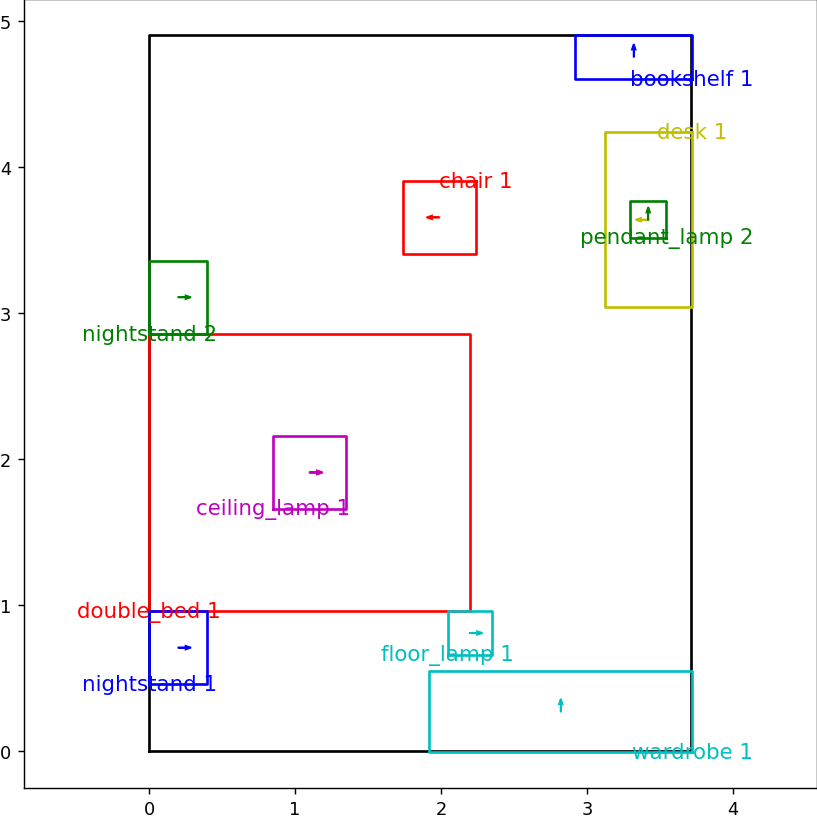 5
bookshelf 1
desk 1
4
chair 1
pendant_lamp 2
3
nightstand 2
2
ceiling_lamp 1
1
double_bed 1
floor_lamp 1
nightstand 1
0
wardrobe 1
0 1 2 3 4